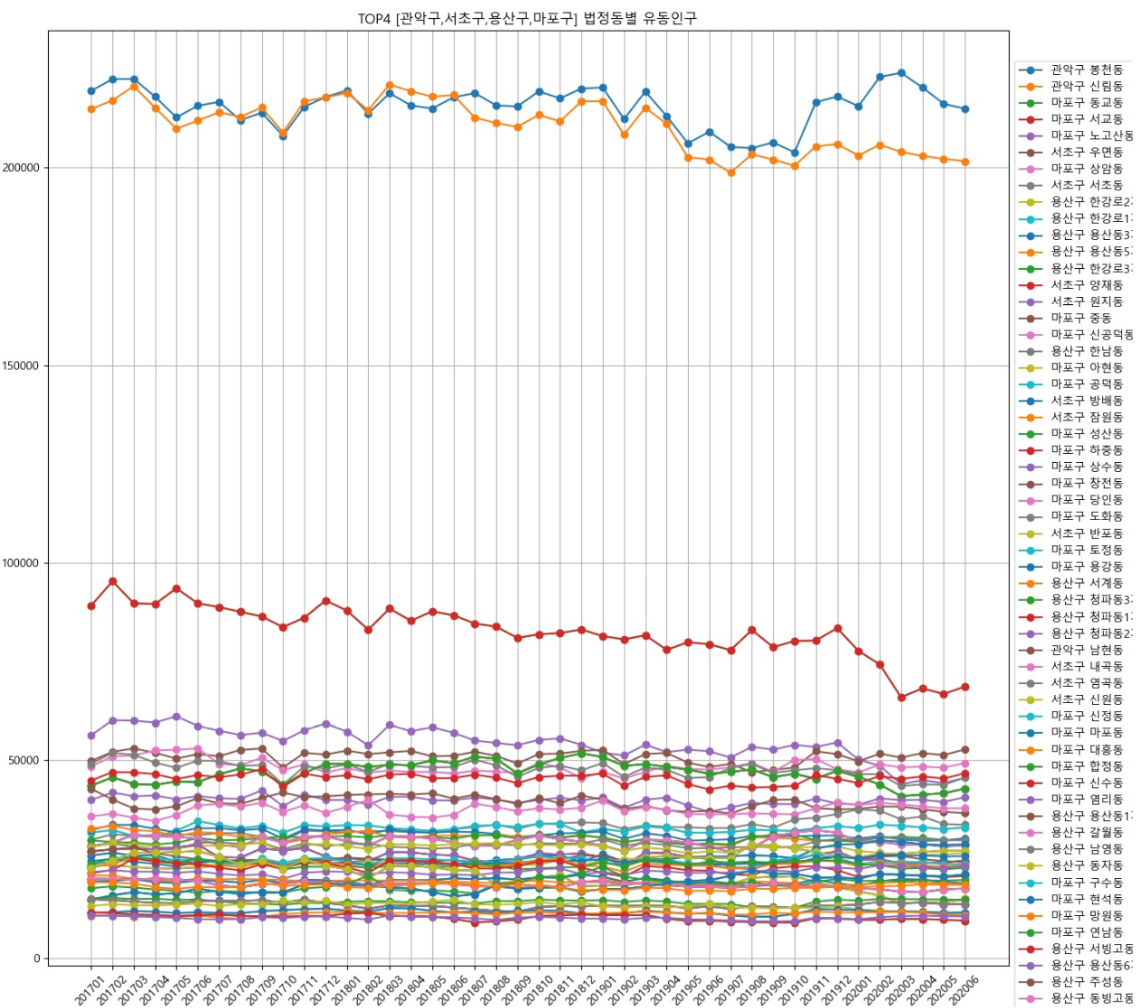 TOP4 [관악구,서초구,용산구,마포구] 법정동별 유동인구
200000
150000
100000
50000
0
201701 201702 201703 201704 201705 201706 201707 201708 201709 201710 201711 201712 201801 201802 201803 201804 201805 201806 201807 201808 201809 201810 201811 201812 201901 201902 201903 201904 201905 201906 201907 201908 201909 201910 201911 201912 202001 202002 202003 202004 202005 202006
관악구 봉천동
관악구 신림동
마포구 동교동
마포구 서교동
마포구 노고산동
서초구 우면동
마포구 상암동
서초구 서초동
용산구 한강로2
용산구 한강로1
용산구 용산동3
용산구 용산동5
용산구 한강로3
서초구 양재동
서초구 원지동
마포구 중동
마포구 신공덕동
용산구 한남동
마포구 아현동
마포구 공덕동
서초구 방배동
서초구 잠원동
마포구 성산동
마포구 하중동
마포구 상수동
마포구 창전동
마포구 당인동
마포구 도화동
서초구 반포동
마포구 토정동
마포구 용강동
용산구 서계동
용산구 청파동3
용산구 청파동1
용산구 청파동2
관악구 남현동
서초구 내곡동
서초구 염곡동
서초구 신원동
마포구 신정동
마포구 마포동
마포구 대흥동
마포구 합정동
마포구 신수동
마포구 염리동
용산구 용산동1
용산구 갈월동
용산구 남영동
용산구 동자동
마포구 구수동
마포구 현석동
마포구 망원동
마포구 연남동
용산구 서빙고동
용산구 용산동6
용산구 주성동
용산구 동빙고동